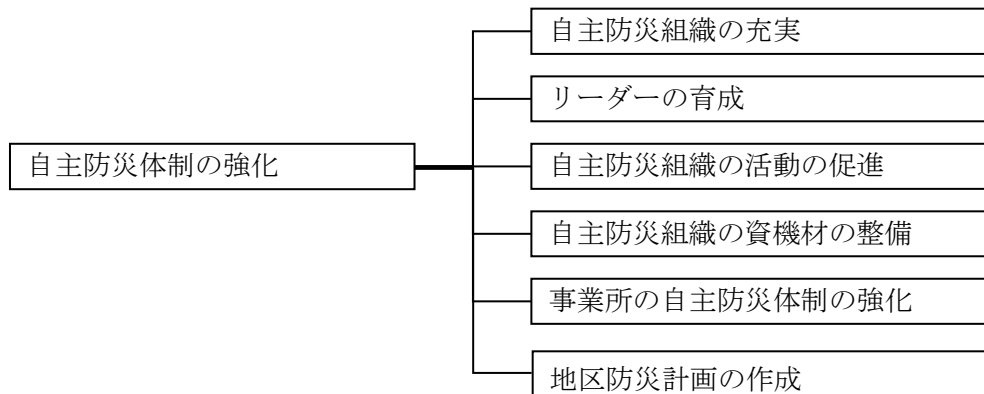 自主防災体制の強化
自主防災組織の充実
リーダーの育成
自主防災組織の活動の促進
自主防災組織の資機材の整備
事業所の自主防災体制の強化
地区防災計画の作成